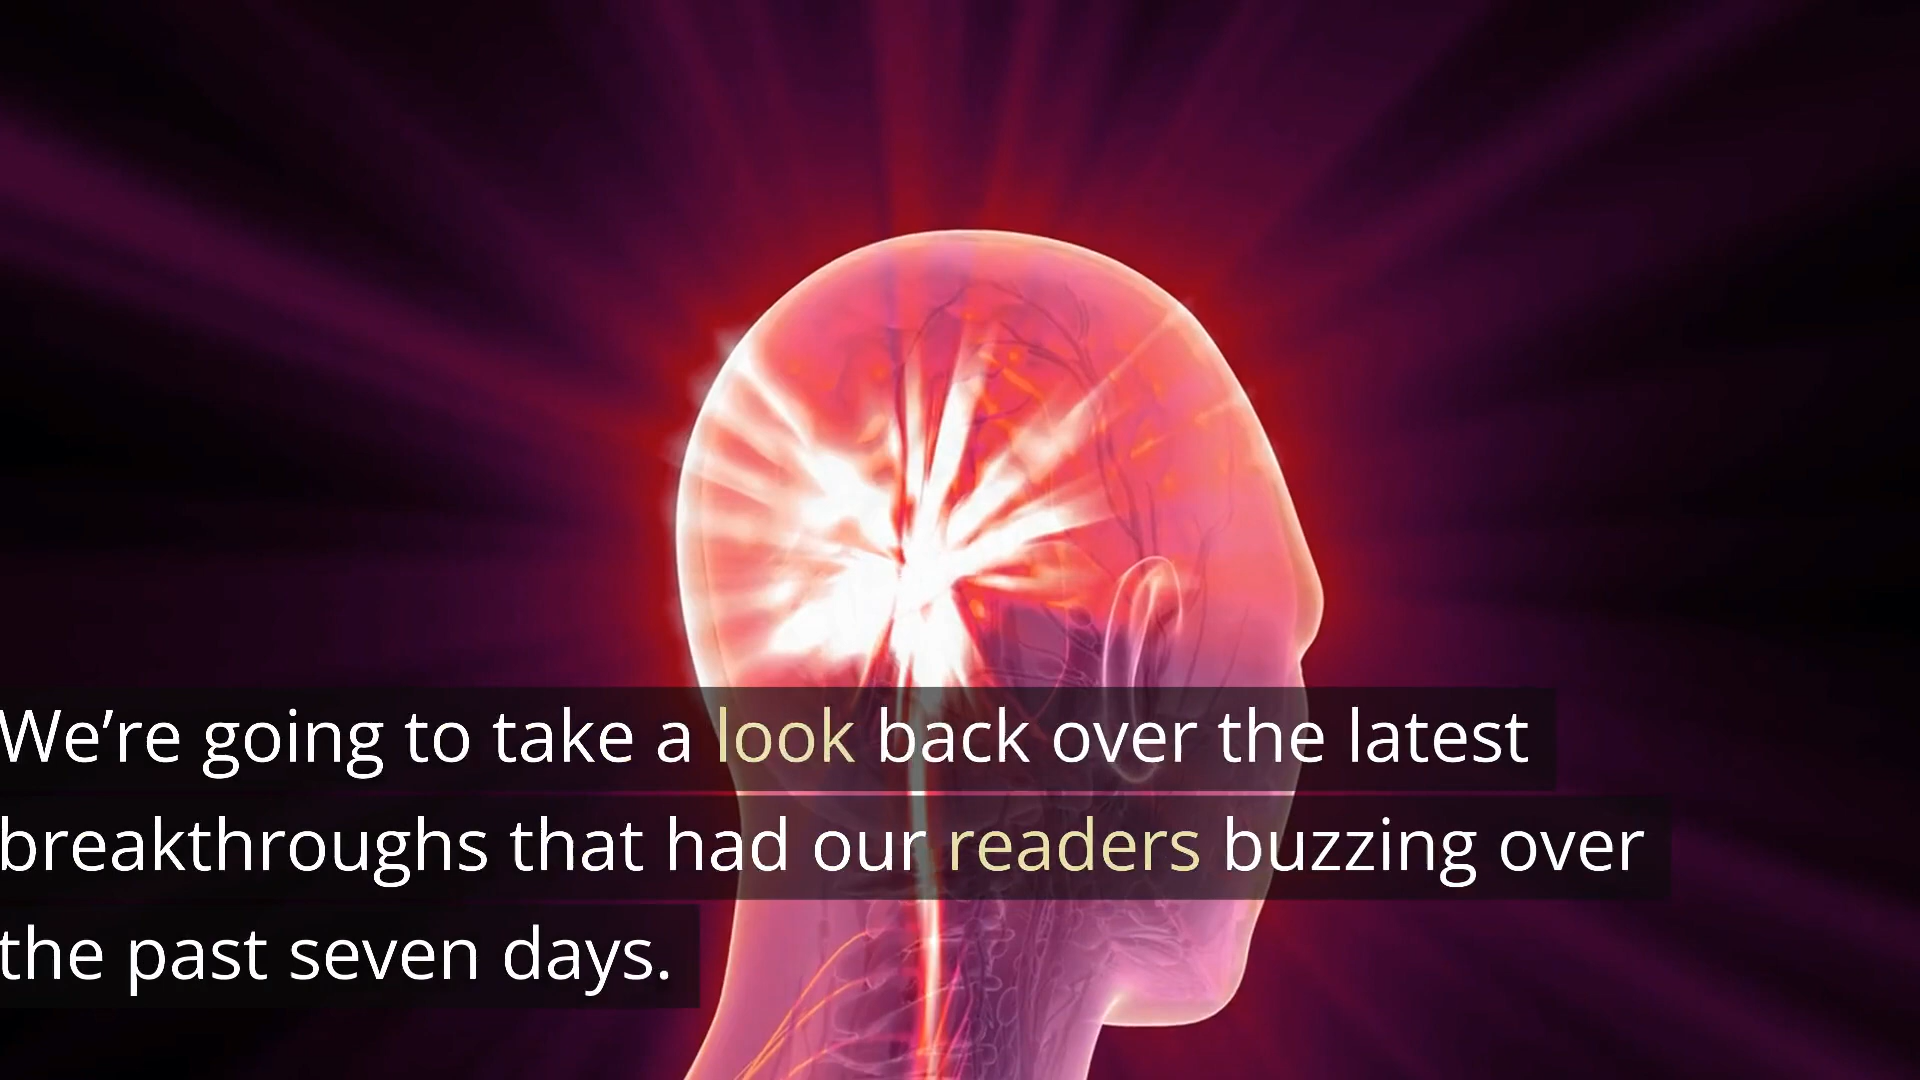 We’re going to take a look back over the latest
breakthroughs that had our readers buzzing over
the past seven days.